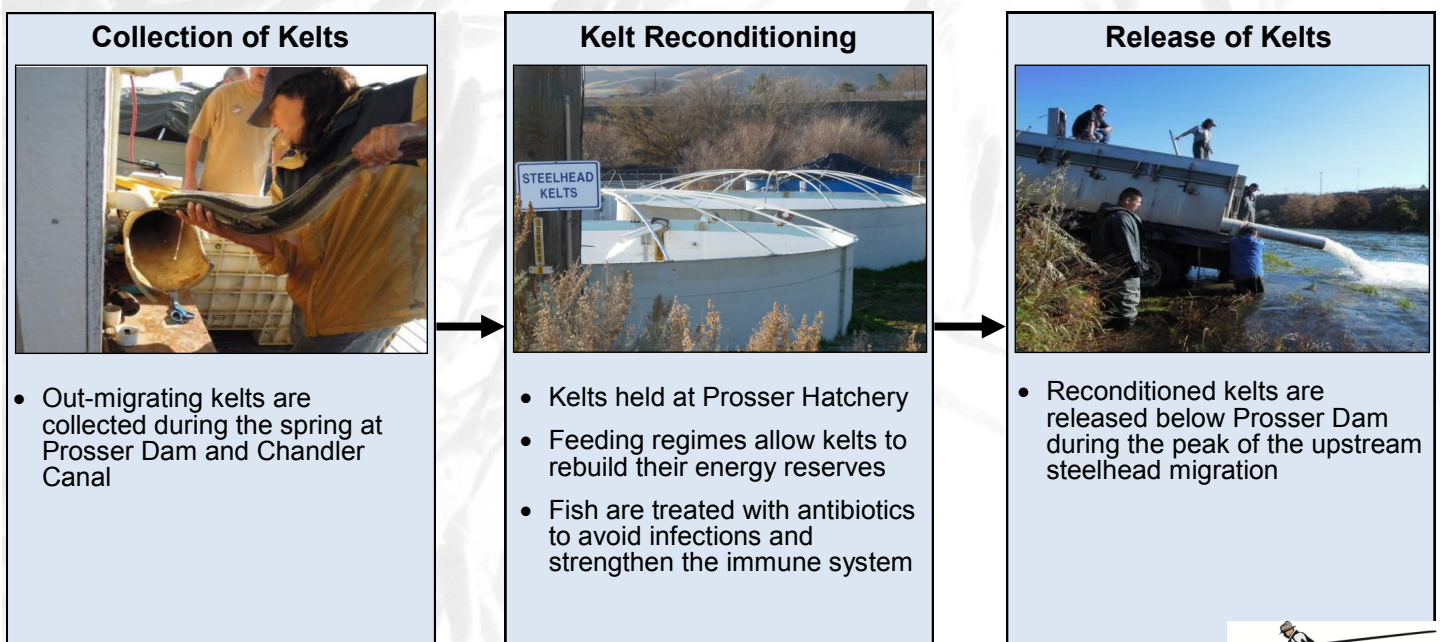 Collection of Kelts
• Out-migrating kelts are
collected during the spring at
Prosser Dam and Chandler
Canal
Kelt Reconditioning
STEELHEAD
KELTS
• Kelts held at Prosser Hatchery
• Feeding regimes allow kelts to
rebuild their energy reserves
• Fish are treated with antibiotics
to avoid infections and
strengthen the immune system
Release of Kelts
• Reconditioned kelts are
released below Prosser Dam
during the peak of the upstream
steelhead migration